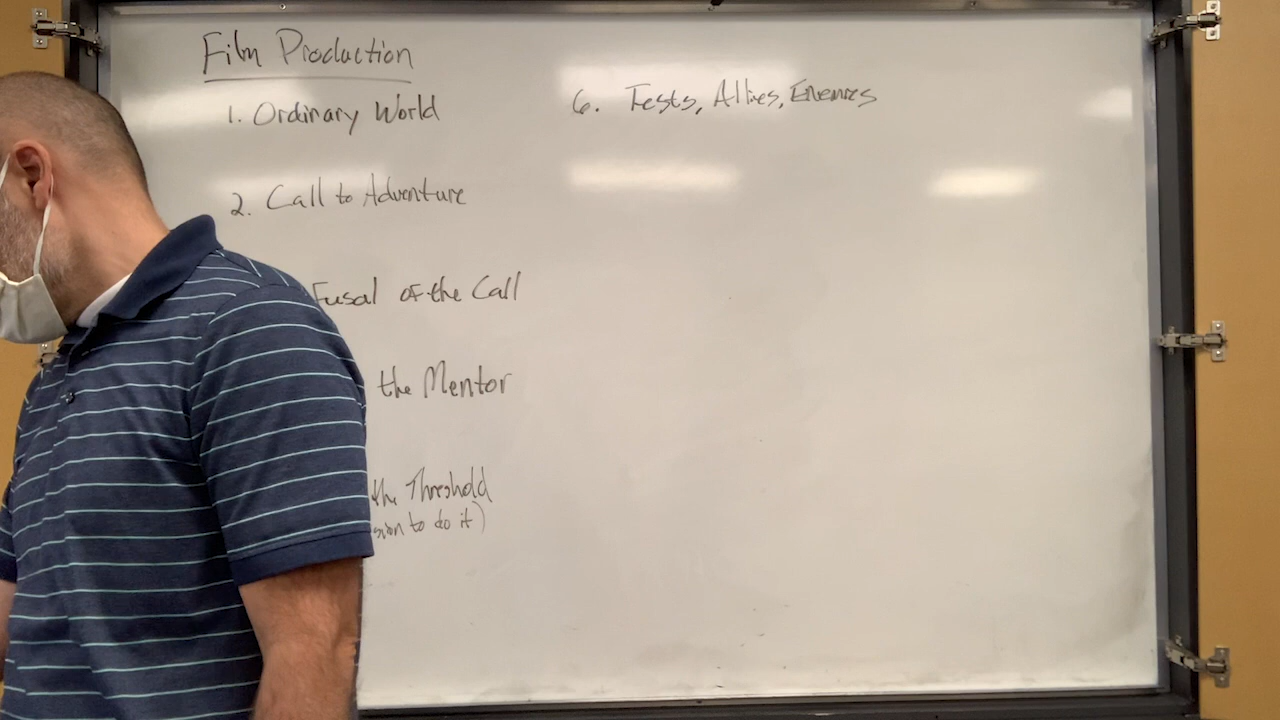 Film Production
1. Ordinary World
2. Call to Adventure
fusal of the Call
the Mentor
the Threshold
sion to do it)
6. Tests, Allies, Enemies